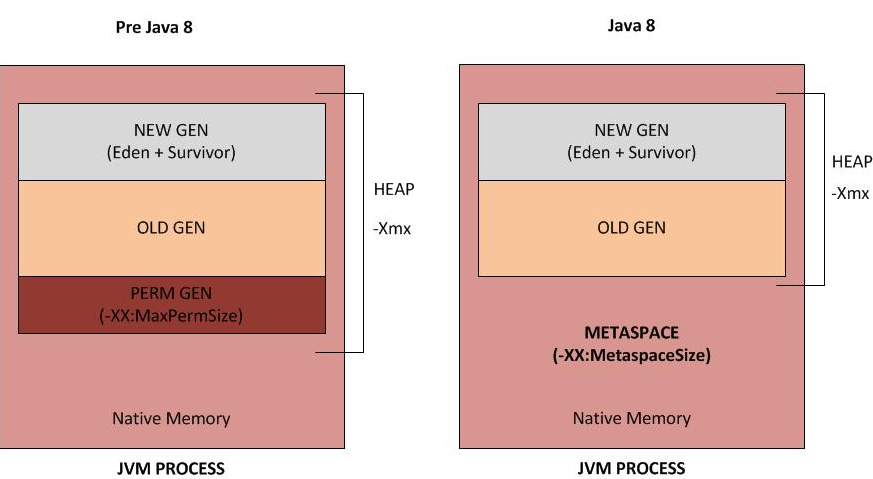 Pre Java 8
NEW GEN
(Eden + Survivor)
OLD GEN
PERM GEN
(-XX:MaxPermSize)
HEAP
-Xmx
Native Memory
JVM PROCESS
Java 8
NEW GEN
(Eden + Survivor)
OLD GEN
HEAP
-Xmx
METASPACE
(-XX:MetaspaceSize)
Native Memory
JVM PROCESS